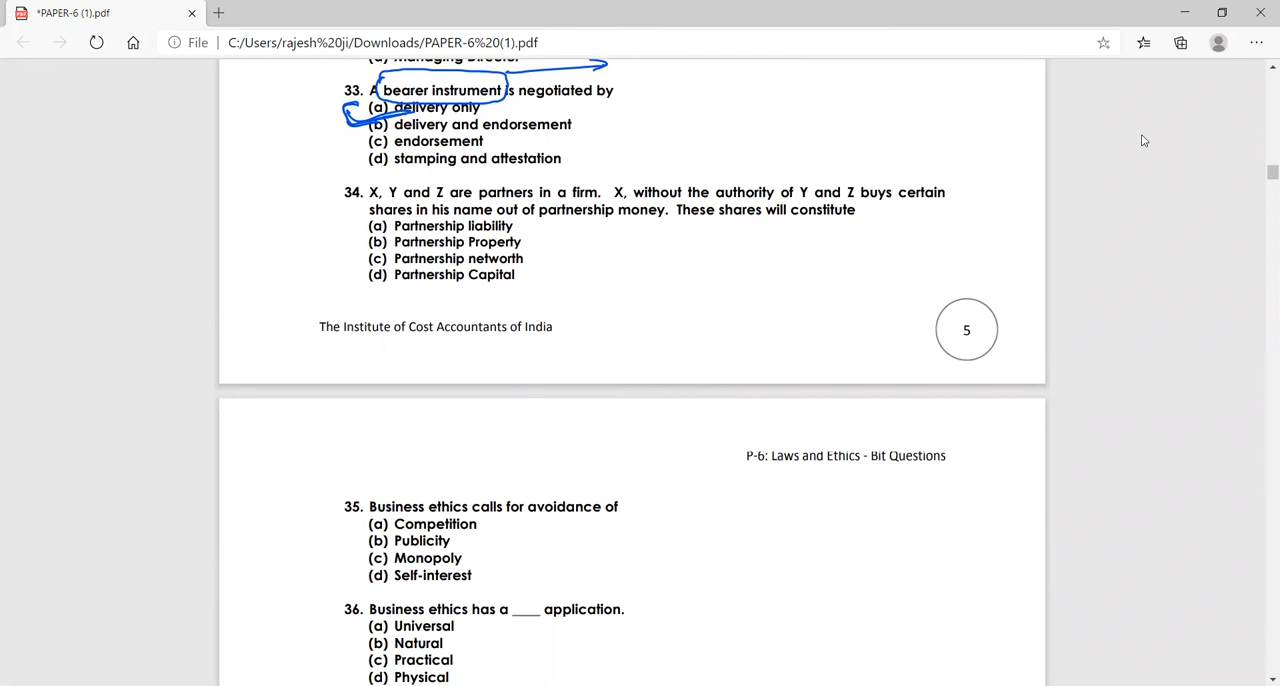 *PAPER-6 (1).pdf
File | C:/Users/rajesh%20ji/Downloads/PAPER-6%20(1).pdf
(d) Managing Director
33. A bearer instrument is negotiated by
(a) delivery only
(b) delivery and endorsement
(c) endorsement
(d) stamping and attestation
34. X, Y and Z are partners in a firm. X, without the authority of Y and Z buys certain
shares in his name out of partnership money. These shares will constitute
(a) Partnership liability
(b) Partnership Property
(c) Partnership networth
(d) Partnership Capital
The Institute of Cost Accountants of India
5
P-6: Laws and Ethics - Bit Questions
35. Business ethics calls for avoidance of
(a) Competition
(b) Publicity
(c) Monopoly
(d) Self-interest
36. Business ethics has a ____ application.
(a) Universal
(b) Natural
(c) Practical
(d) Physical